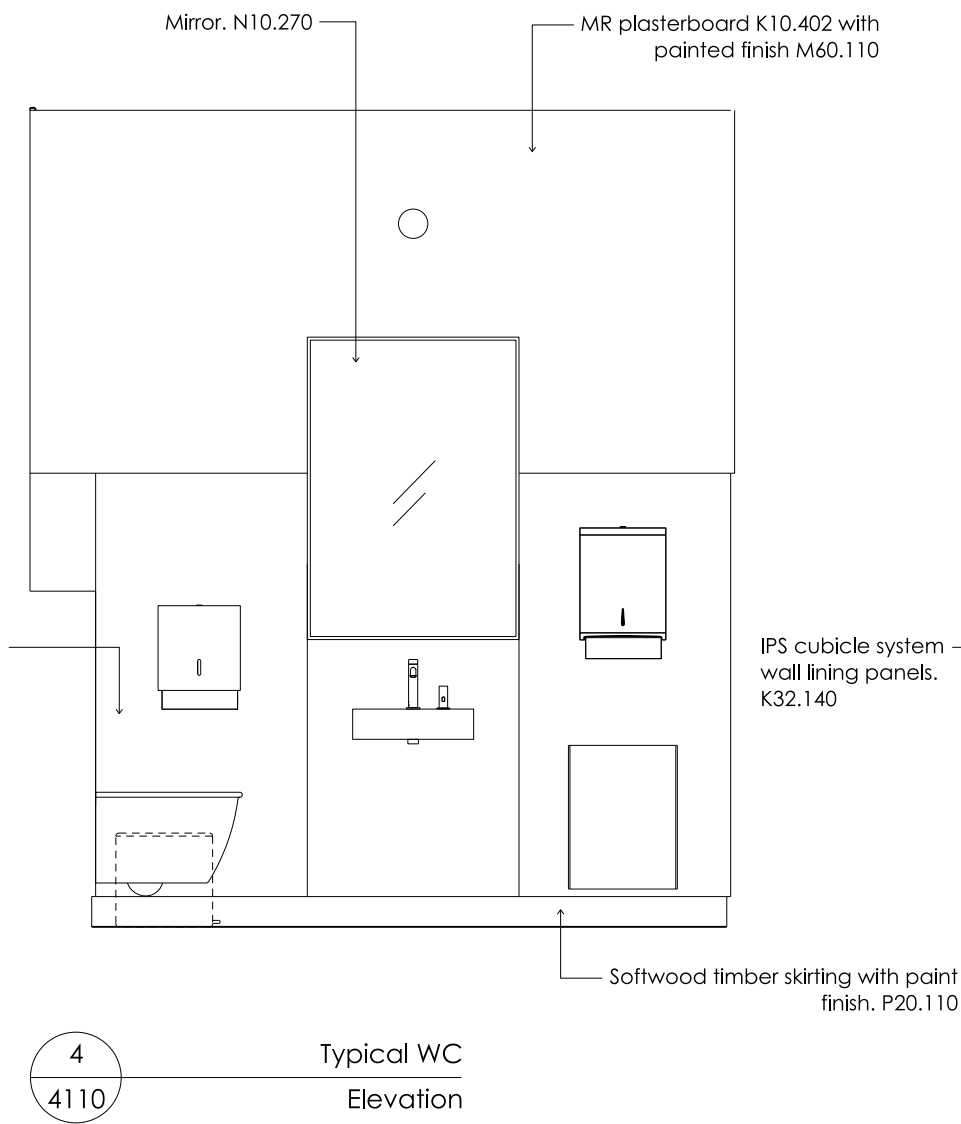 Mirror. N10.270
MR plasterboard K10.402 with
painted finish M60.110
IPS cubicle system –
wall lining panels.
K32.140
Softwood timber skirting with paint
finish. P20.110
4
4110
Typical WC
Elevation